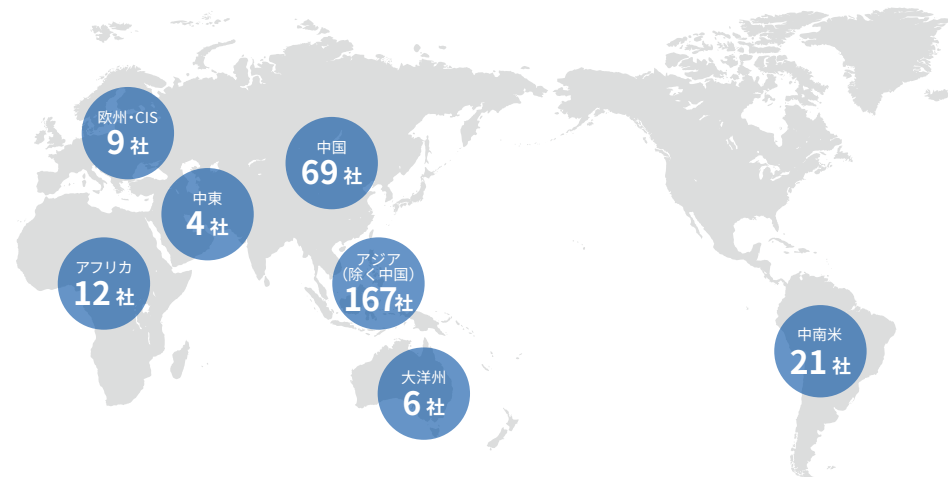 欧州・CIS
9 社
中国
69 社
中東
4 社
アフリカ
12 社
アジア
（除く中国）
167社
大洋州
6 社
中南米
21 社